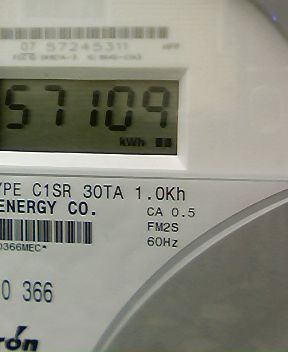 07 57245311
57109
kWh
YPE C1SR 30TA 1.0Kh
ENERGY CO.
CA 0.5
FM2S
60Hz
0366MEC*
0 366
rón